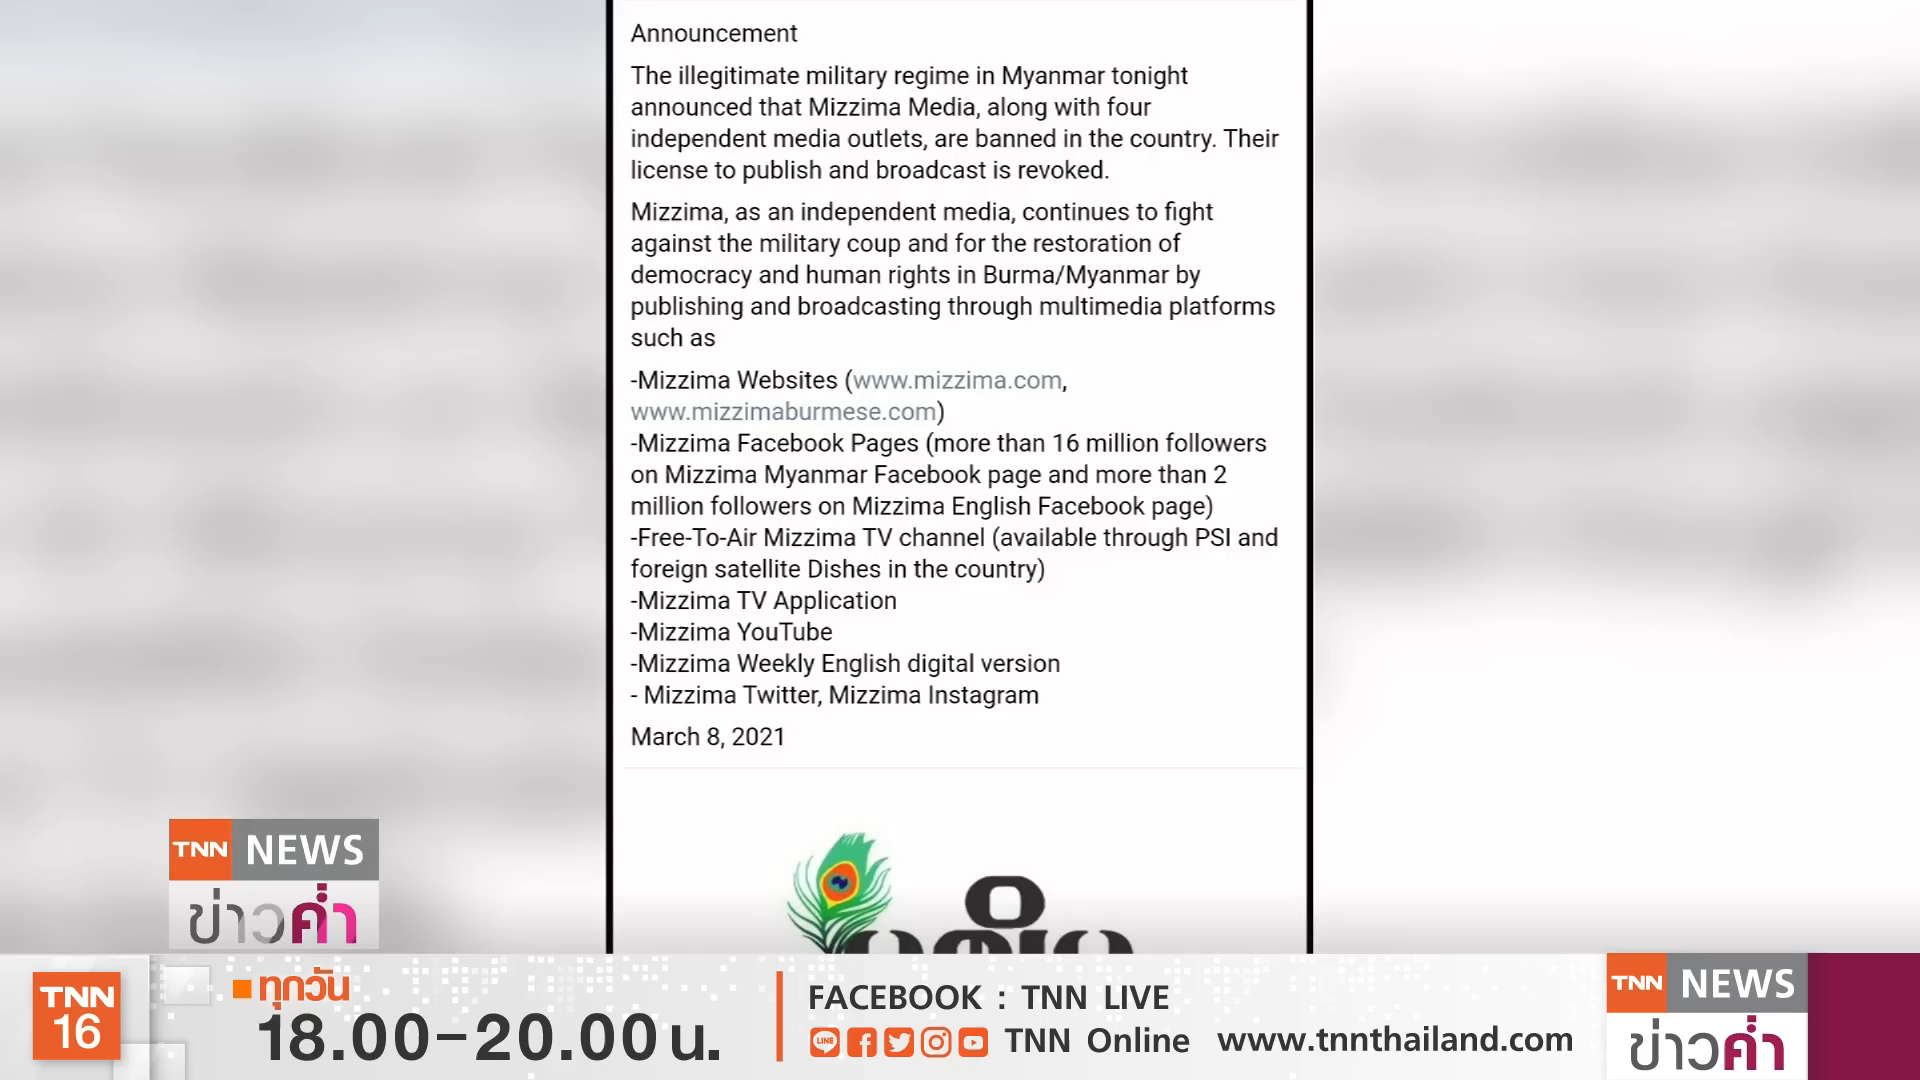 Announcement
The illegitimate military regime in Myanmar tonight
announced that Mizzima Media, along with four
independent media outlets, are banned in the country. Their
license to publish and broadcast is revoked.
Mizzima, as an independent media, continues to fight
against the military coup and for the restoration of
democracy and human rights in Burma/Myanmar by
publishing and broadcasting through multimedia platforms
such as
-Mizzima Websites (www.mizzima.com,
www.mizzimaburmese.com)
-Mizzima Facebook Pages (more than 16 million followers
on Mizzima Myanmar Facebook page and more than 2
million followers on Mizzima English Facebook page)
-Free-To-Air Mizzima TV channel (available through PSI and
foreign satellite Dishes in the country)
-Mizzima TV Application
-Mizzima YouTube
-Mizzima Weekly English digital version
- Mizzima Twitter, Mizzima Instagram
March 8, 2021
TNN NEWS
ข่าวค่ำ
TNN
16
ทุกวัน
18.00-20.00 น.
FACEBOOK : TNN LIVE
LINE TNN Online www.tnnthailand.com
TNN NEWS
ข่าวค่ำ